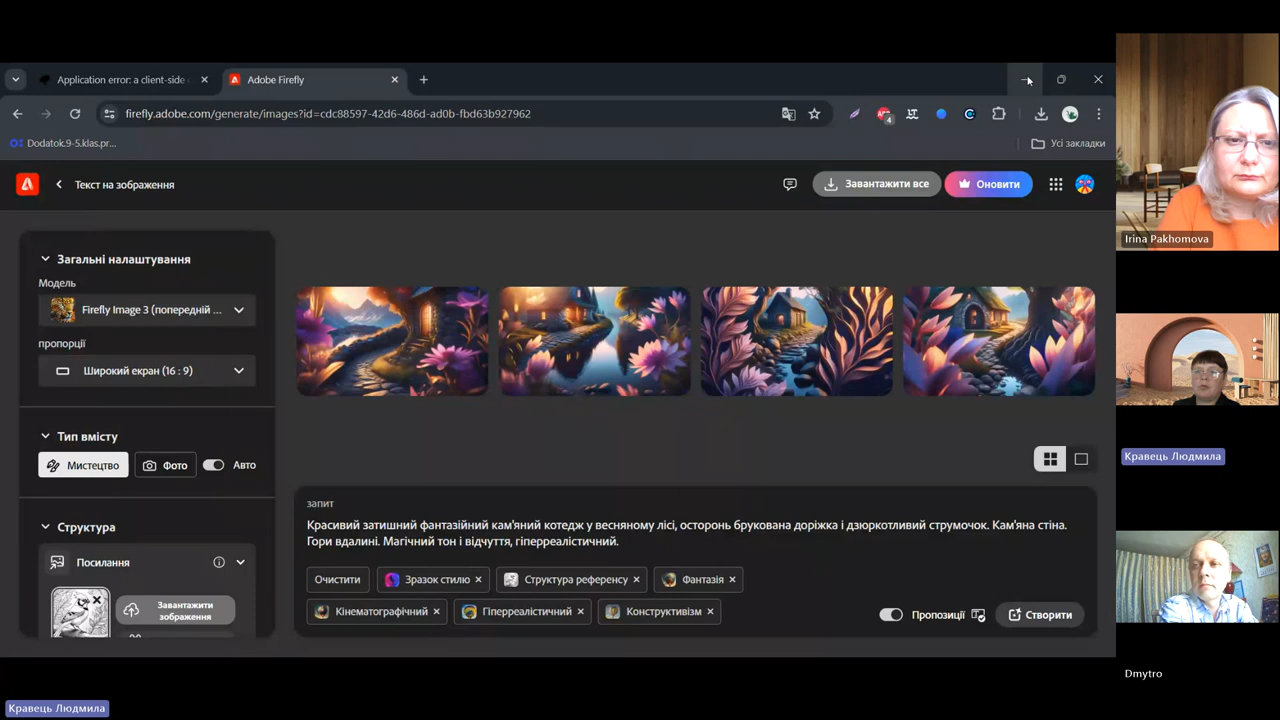 Application error: a client-side
Adobe Firefly
firefly.adobe.com/generate/images?id=cdc88597-42d6-486d-ad0b-fbd63b927962
4
Dodatok.9-5.klas.pr...
Усі закладки
Текст на зображення
Завантажити все
Оновити
Загальні налаштування
Модель
Firefly Image 3 (попередній ...
пропорції
Широкий екран (16 : 9)
Тип вмісту
Мистецтво
Фото
Авто
Структура
Посилання
Завантажити
зображення
запит
Красивий затишний фантазійний кам'яний котедж у весняному лісі, осторонь брукована доріжка і дзюркотливий струмочок. Кам'яна стіна.
Гори вдалині. Магічний тон і відчуття, гіперреалістичний.
Очистити
Зразок стилю
Структура референсу
Фантазія
Кінематографічний
Гіперреалістичний
Конструктивізм
Пропозиції
Створити
Irina Pakhomova
Кравець Людмила
Dmytro
Кравець Людмила